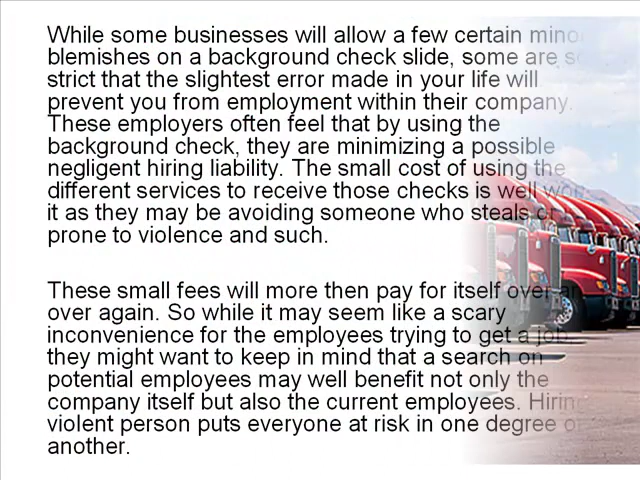 While some businesses will allow a few certain minor
blemishes on a background check slide, some are so
strict that the slightest error made in your life will
prevent you from employment within their company.
These employers often feel that by using the
background check, they are minimizing a possible
negligent hiring liability. The small cost of using the
different services to receive those checks is well worth
it as they may be avoiding someone who steals or
prone to violence and such.
These small fees will more then pay for itself over and
over again. So while it may seem like a scary
inconvenience for the employees trying to get a job,
they might want to keep in mind that a search on
potential employees may well benefit not only the
company itself but also the current employees. Hiring
violent person puts everyone at risk in one degree or
another.